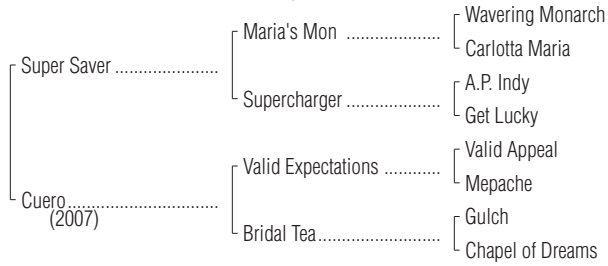 Wavering Monarch
Maria's Mon ....................
Carlotta Maria
Super Saver ......................
A.P. Indy
Supercharger ....................
Get Lucky
Valid Appeal
Valid Expectations ............
Mepache
Cuero..........................
(2007)
Gulch
Bridal Tea..........................
Chapel of Dreams